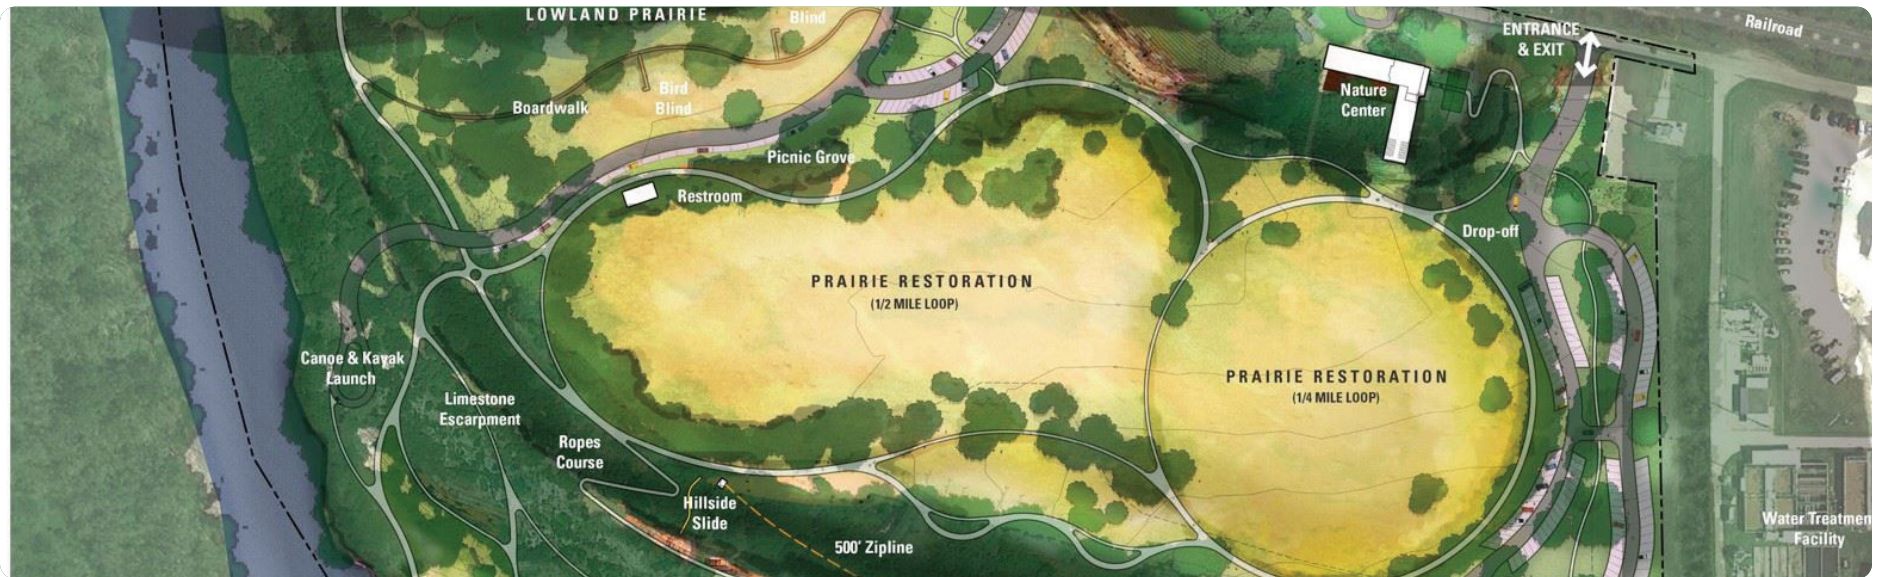 LOWLAND PRAIRIE
Blind
ENTRANCE
& EXIT
Railroad
Boardwalk
Bird
Blind
Nature
Center
Picnic Grove
Restroom
Drop-off
PRAIRIE RESTORATION
(1/2 MILE LOOP)
Canoe & Kayak
Launch
PRAIRIE RESTORATION
(1/4 MILE LOOP)
Limestone
Escarpment
Ropes
Course
Hillside
Slide
500' Zipline
Water Treatmen
Facility